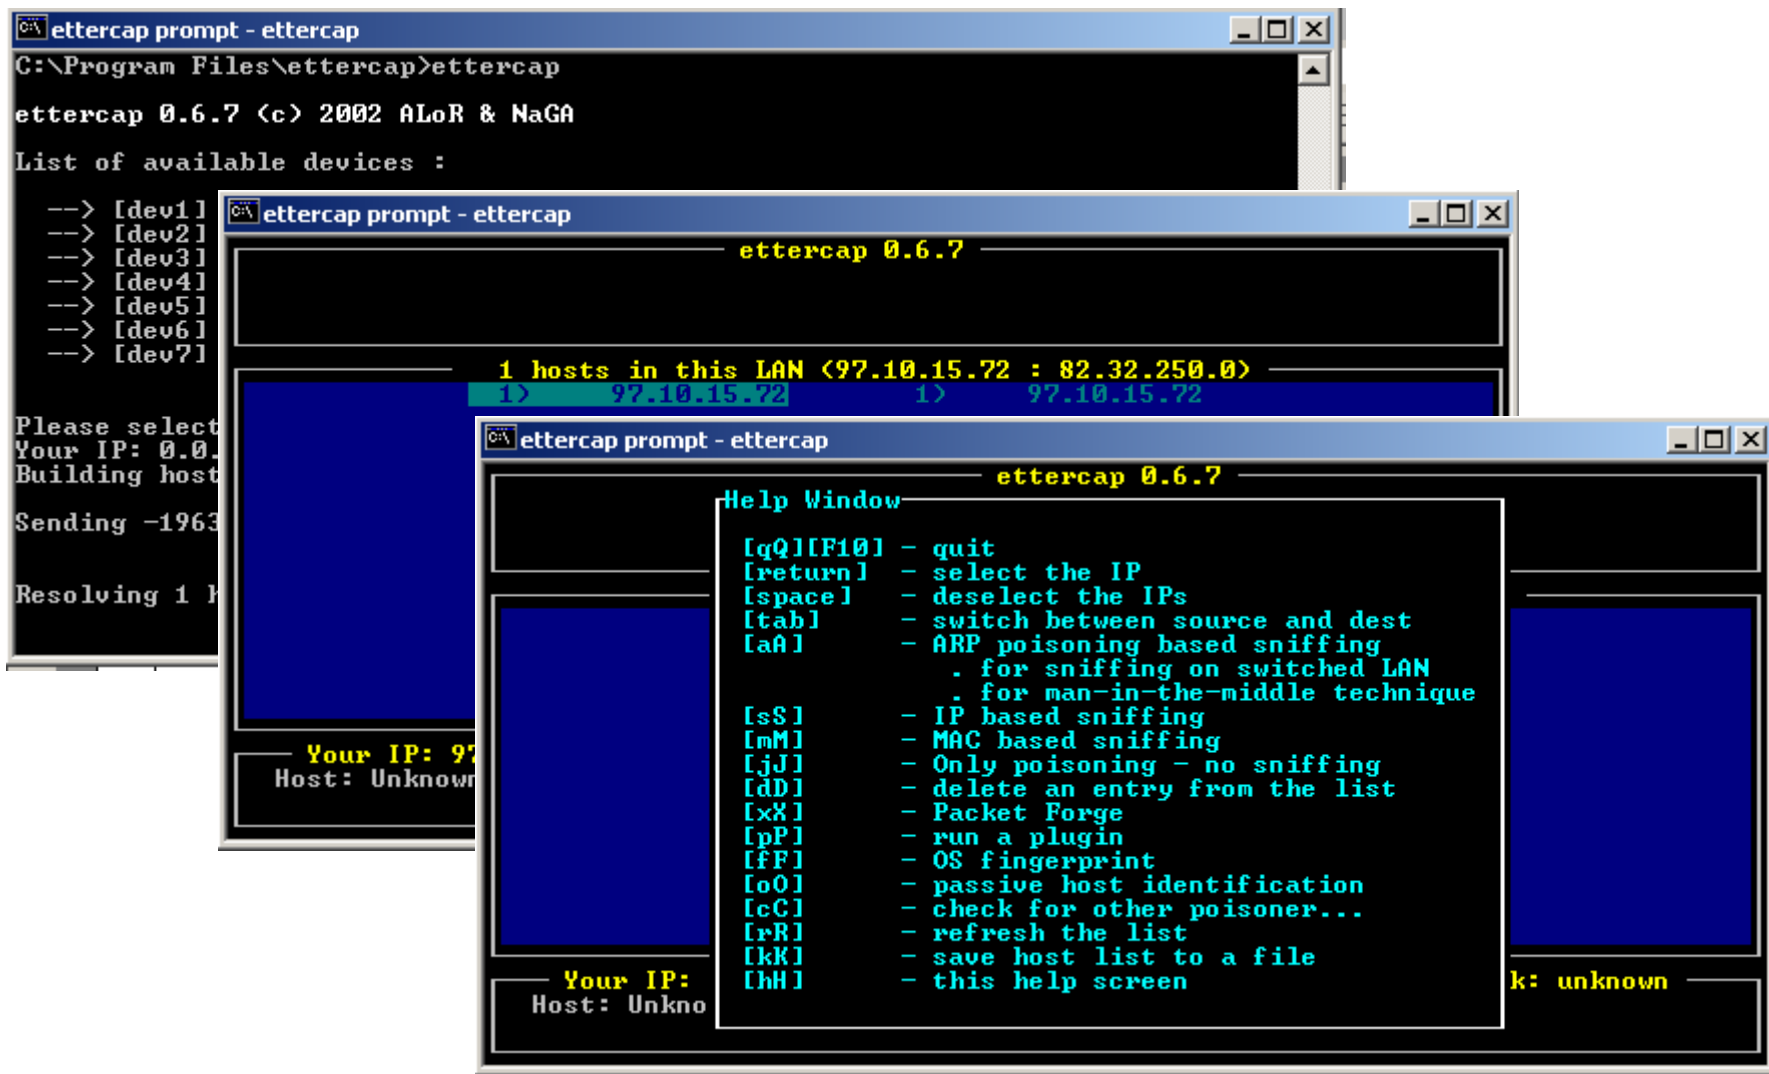 ettercap prompt - ettercap
C:\Program Files\ettercap>ettercap
ettercap 0.6.7 (c) 2002 ALoR & NaGA
List of available devices :
--> [dev1]
--> [dev2]
--> [dev3]
--> [dev4]
--> [dev5]
--> [dev6]
--> [dev7]
Please select
Your IP: 0.0.
Building host
Sending -1963
Resolving 1
ettercap prompt - ettercap
ettercap 0.6.7
1 hosts in this LAN (97.10.15.72 : 82.32.250.0)
1) 97.10.15.72 1) 97.10.15.72
Your IP: 97
Host: Unknown
ettercap prompt - ettercap
ettercap 0.6.7
Help Window
[qQ][F10] - quit
[return] - select the IP
[space] - deselect the IPs
[tab] - switch between source and dest
[aA] - ARP poisoning based sniffing
. for sniffing on switched LAN
. for man-in-the-middle technique
[sS] - IP based sniffing
[mM] - MAC based sniffing
[jJ] - Only poisoning - no sniffing
[dD] - delete an entry from the list
[xX] - Packet Forge
[pP] - run a plugin
[fF] - OS fingerprint
[oO] - passive host identification
[cC] - check for other poisoner...
[rR] - refresh the list
[kK] - save host list to a file
[hH] - this help screen
Your IP: k: unknown
Host: Unkno